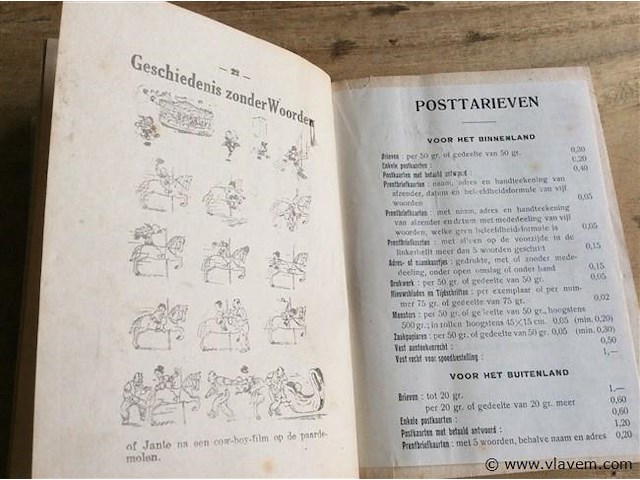 — 22 —
Geschiedenis zonder Woorden
of Jantje na een cow-boy-film op de paarde-
molen.
POSTTARIEVEN
VOOR HET BINNENLAND
Brieven : per 50 gr. of gedeelte van 50 gr. 0,30
Enkele postkaarten : 0,20
Postkaarten met betaald antwoord : 0,40
Prentbriefkaarten : naam, adres en handteekening van
afzender, datum en beleefdheidsformule van vijf
woorden 0,05
Prentbriefkaarten : met naam, adres en handteekening
van afzender en datum met mededeeling van vijf
woorden, welke geen beleefdheidsformule is 0,05
Prentbriefkaarten : met alleen op de voorzijde in de
linkerhelft meer dan 5 woorden geschrift 0,15
Adres- of naamkaartjes : gedrukte, met of zonder mede-
deeling, onder open omslag of onder band 0,15
Drukwerk : per 50 gr. of gedeelte van 50 gr. 0,05
Nieuwsbladen en Tijdschriften : per exemplaar of per num-
mer 75 gr. of gedeelte van 75 gr. 0,02
Monsters : per 50 gr. of gedeelte van 50 gr., hoogstens
500 gr.; in rollen hoogstens 45×15 cm. 0,05 (min. 0,20)
Zaakpapieren : per 50 gr. of gedeelte van 50 gr. 0,05 (min. 0,30)
Vast aanteekenrecht : 0,50
Vast recht voor spoedbestelling : 1,—
VOOR HET BUITENLAND
Brieven : tot 20 gr. 1,—
per 20 gr. of gedeelte van 20 gr. meer 0,60
Enkele postkaarten : 0,60
Postkaarten met betaald antwoord : 1,20
Prentbriefkaarten : met 5 woorden, behalve naam en adres 0,20
© www.vlavem.com